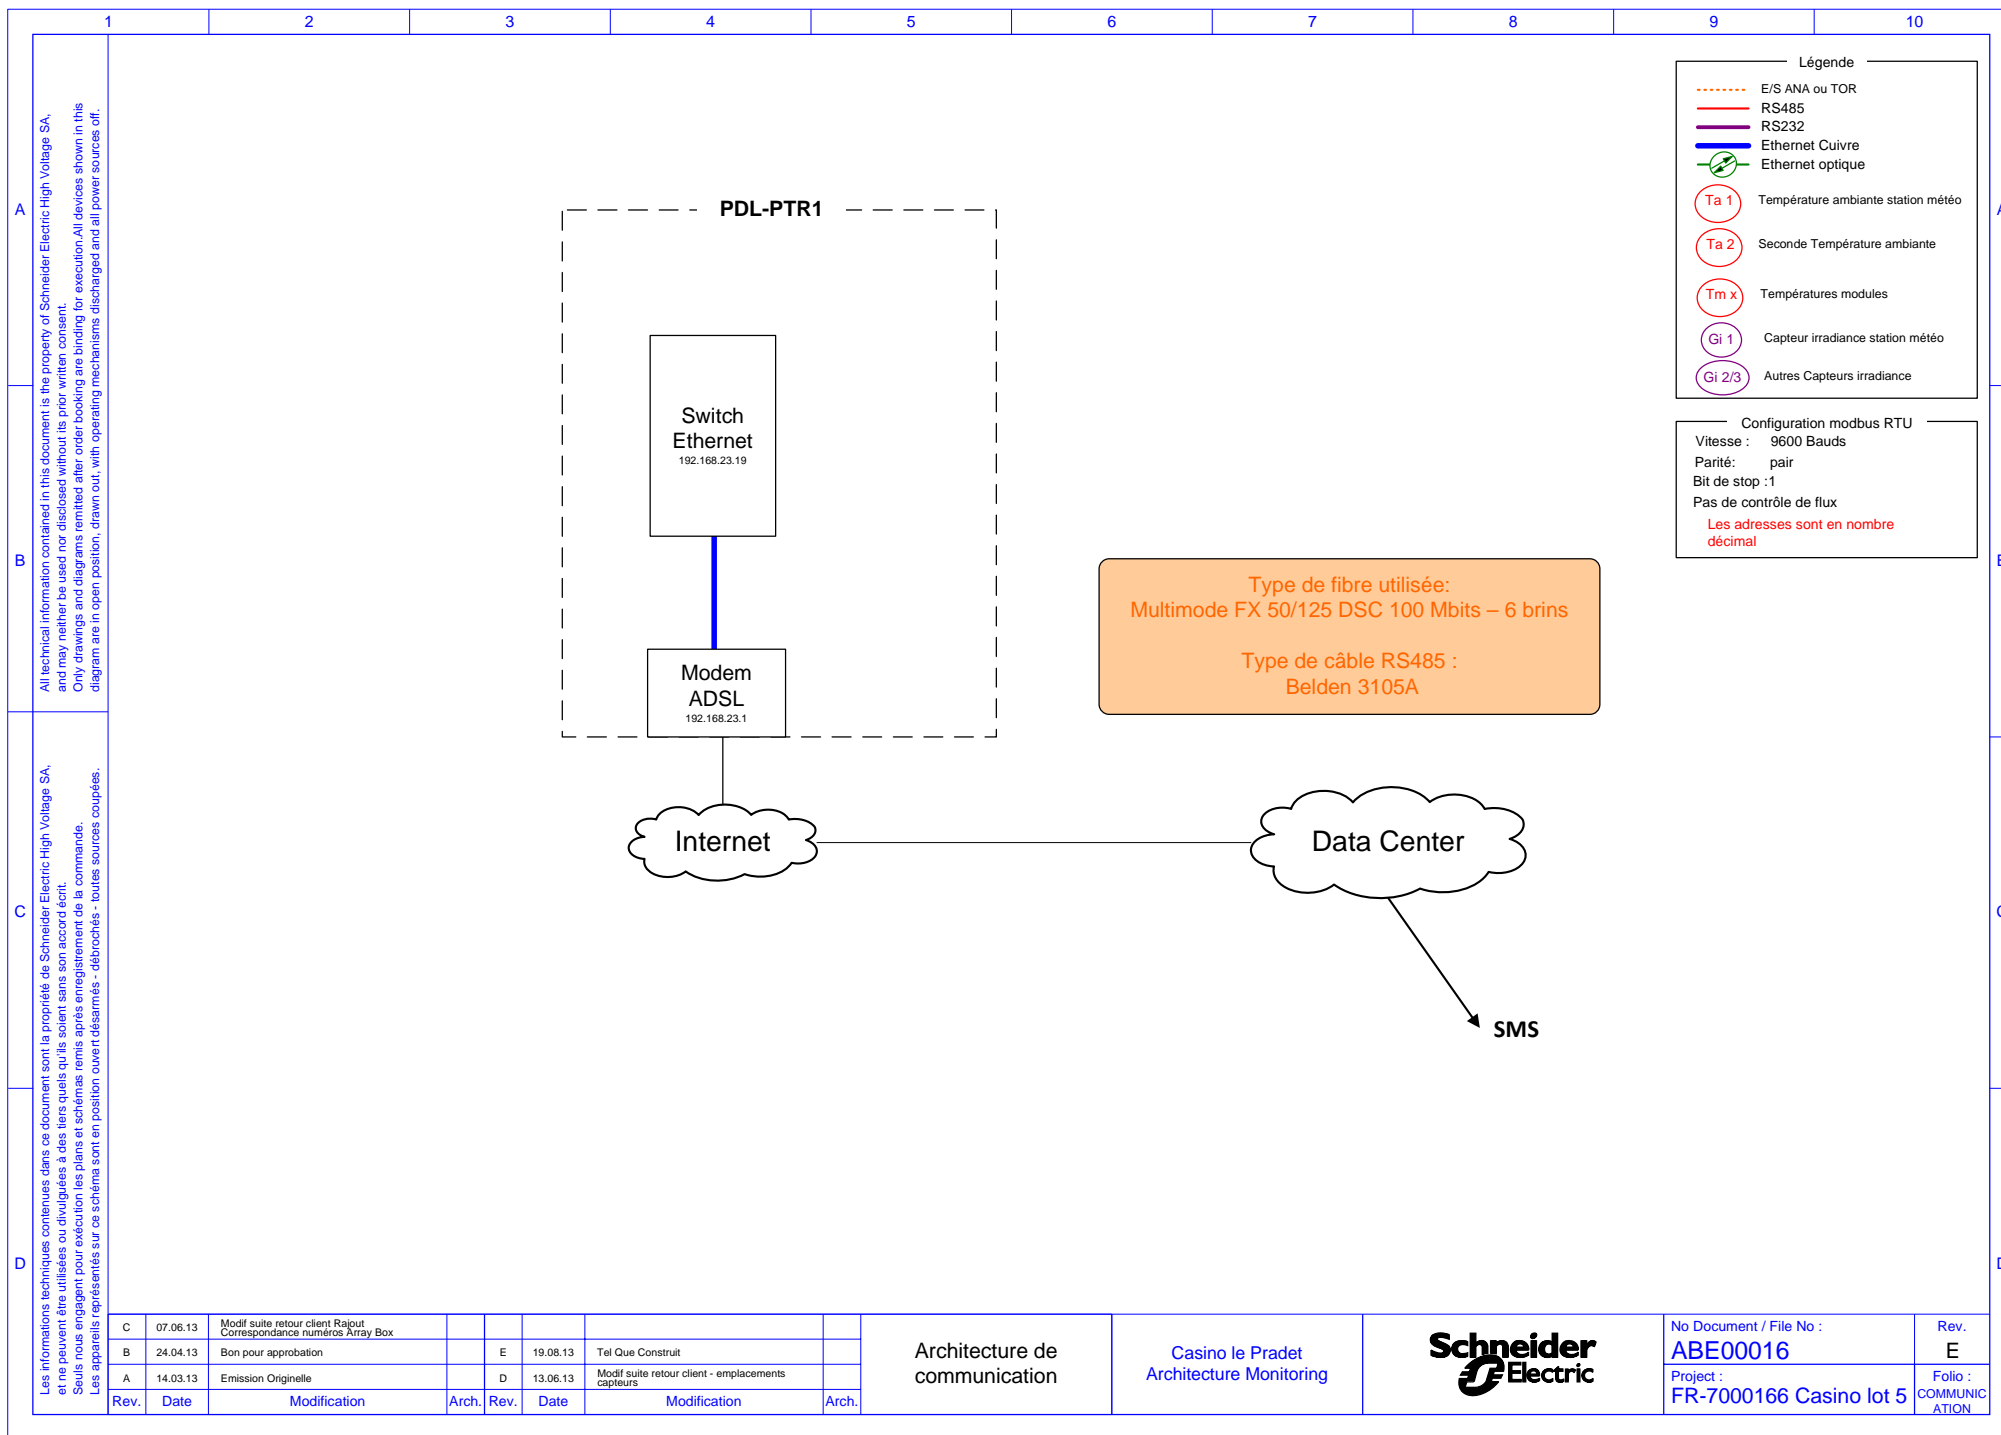 1
2
3
4
5
6
7
8
9
10
A
B
C
D
All technical information contained in this document is the property of Schneider Electric High Voltage SA,
and may neither be used nor disclosed without its prior written consent.
Only drawings and diagrams remitted after order booking are binding for execution.All devices shown in this
diagram are in open position, drawn out, with operating mechanisms discharged and all power sources off.
Les informations techniques contenues dans ce document sont la propriété de Schneider Electric High Voltage SA,
et ne peuvent être utilisées ou divulguées à des tiers quels qu'ils soient sans son accord écrit.
Seuls nous engagent pour exécution les plans et schémas remis après enregistrement de la commande.
Les appareils représentés sur ce schéma sont en position ouvert désarmés - débrochés - toutes sources coupées.
PDL-PTR1
Switch
Ethernet
192.168.23.19
Modem
ADSL
192.168.23.1
Internet
Data Center
SMS
Légende
E/S ANA ou TOR
RS485
RS232
Ethernet Cuivre
Ethernet optique
Ta 1 Température ambiante station météo
Ta 2 Seconde Température ambiante
Tm x Températures modules
Gi 1 Capteur irradiance station météo
Gi 2/3 Autres Capteurs irradiance
Configuration modbus RTU
Vitesse : 9600 Bauds
Parité: pair
Bit de stop :1
Pas de contrôle de flux
Les adresses sont en nombre
décimal
Type de fibre utilisée:
Multimode FX 50/125 DSC 100 Mbits – 6 brins
Type de câble RS485 :
Belden 3105A
C 07.06.13 Modif suite retour client Rajout
Correspondance numéros Array Box
B 24.04.13 Bon pour approbation E 19.08.13 Tel Que Construit
A 14.03.13 Emission Originelle D 13.06.13 Modif suite retour client - emplacements
capteurs
Rev. Date Modification Arch. Rev. Date Modification Arch.
Architecture de
communication
Casino le Pradet
Architecture Monitoring
Schneider
Electric
No Document / File No :
ABE00016
Rev.
E
Project :
FR-7000166 Casino lot 5
Folio :
COMMUNIC
ATION